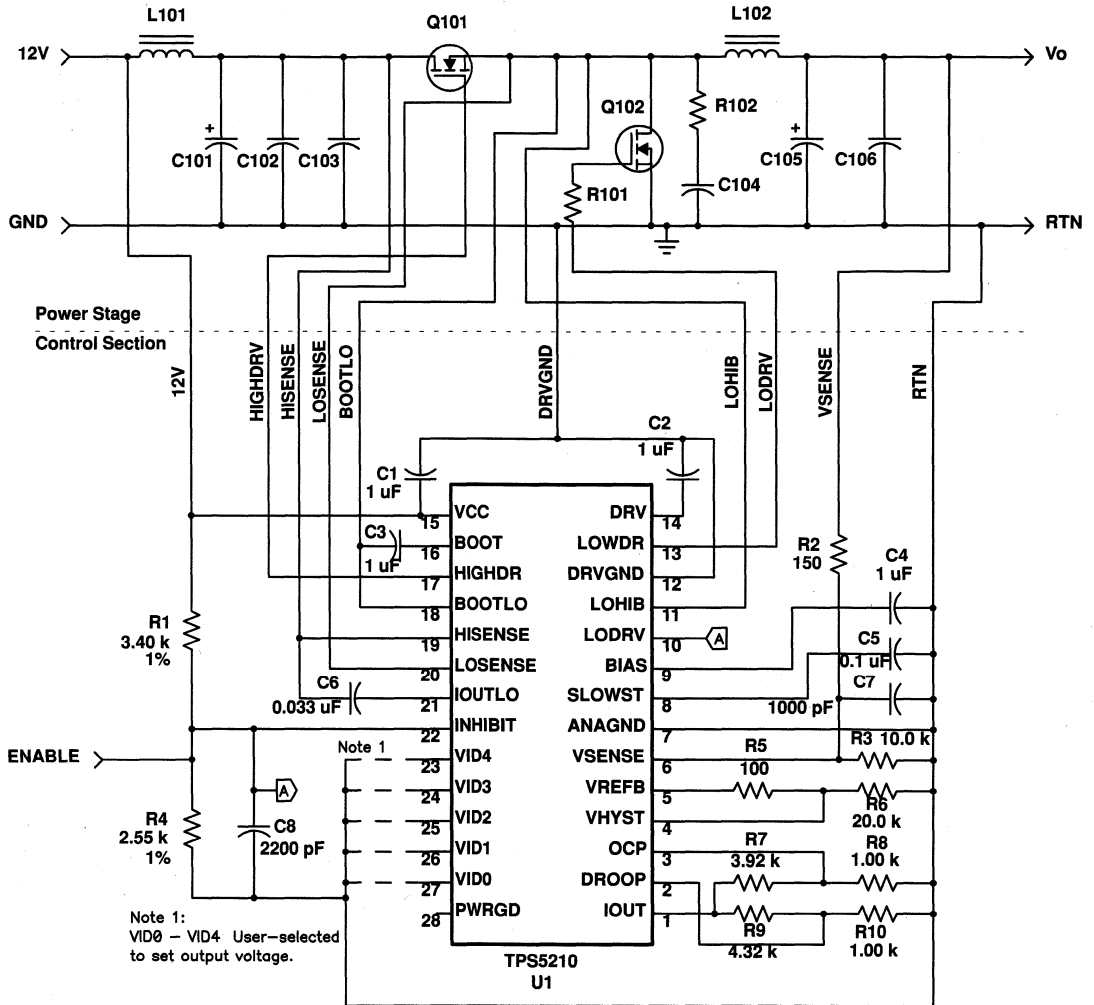 L101
Q101
L102
12V
Vo
Q102
R102
+
C101
C102
C103
+
C105
C106
R101
C104
GND
RTN
Power Stage
Control Section
12V
HIGHDRV
HISENSE
LOSENSE
BOOTLO
DRVGND
LOHIB
LODRV
VSENSE
RTN
C2
1 uF
C1
1 uF
VCC
15
DRV
14
C3
1 uF
BOOT
16
LOWDR
13
R2
150
C4
1 uF
HIGHDR
17
DRVGND
12
BOOTLO
18
LOHIB
11
R1
3.40 k
1%
HISENSE
19
LODRV
10
A
C5
0.1 uF
LOSENSE
20
BIAS
9
C6
0.033 uF
IOUTLO
21
SLOWST
8
C7
1000 pF
INHIBIT
22
ANAGND
7
R3 10.0 k
ENABLE
Note 1
VID4
23
VSENSE
6
R5
100
A
VID3
24
VREFB
5
R6
20.0 k
R4
2.55 k
1%
C8
2200 pF
VID2
25
VHYST
4
VID1
26
OCP
3
R7
3.92 k
R8
1.00 k
VID0
27
DROOP
2
PWRGD
28
IOUT
1
R9
4.32 k
R10
1.00 k
Note 1:
VID0 – VID4 User–selected
to set output voltage.
TPS5210
U1